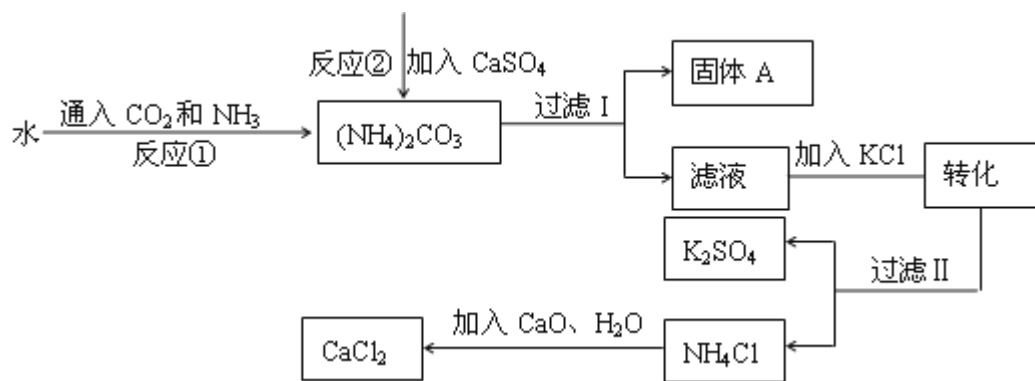 反应② 加入 CaSO₄
固体 A
水
通入 CO₂和 NH₃
反应①
(NH₄)₂CO₃
过滤 I
滤液
加入 KCl
转化
K₂SO₄
过滤 II
CaCl₂
加入 CaO、H₂O
NH₄Cl